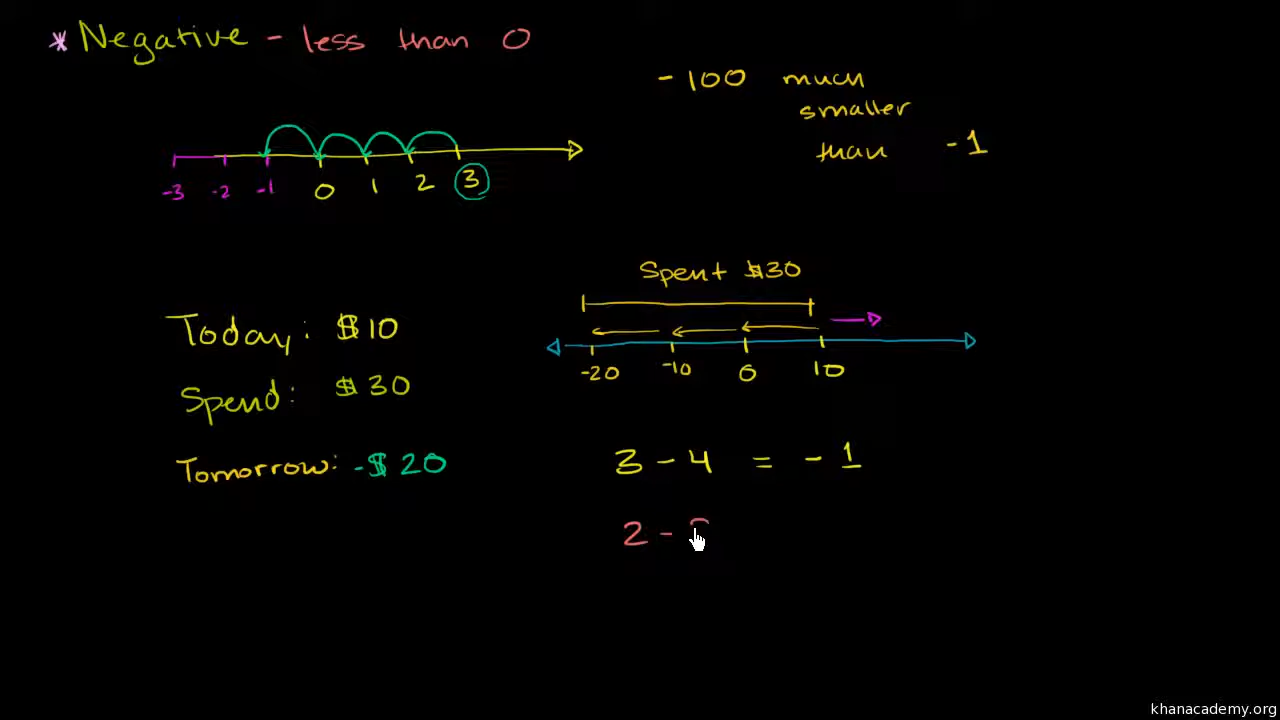 * Negative - less than 0
- 100 much
smaller
than -1
-3 -2 -1 0 1 2 3
Spent $30
Today: $10
-20 -10 0 10
Spend: $30
Tomorrow: -$20
3 - 4 = - 1
2 -
khanacademy.org